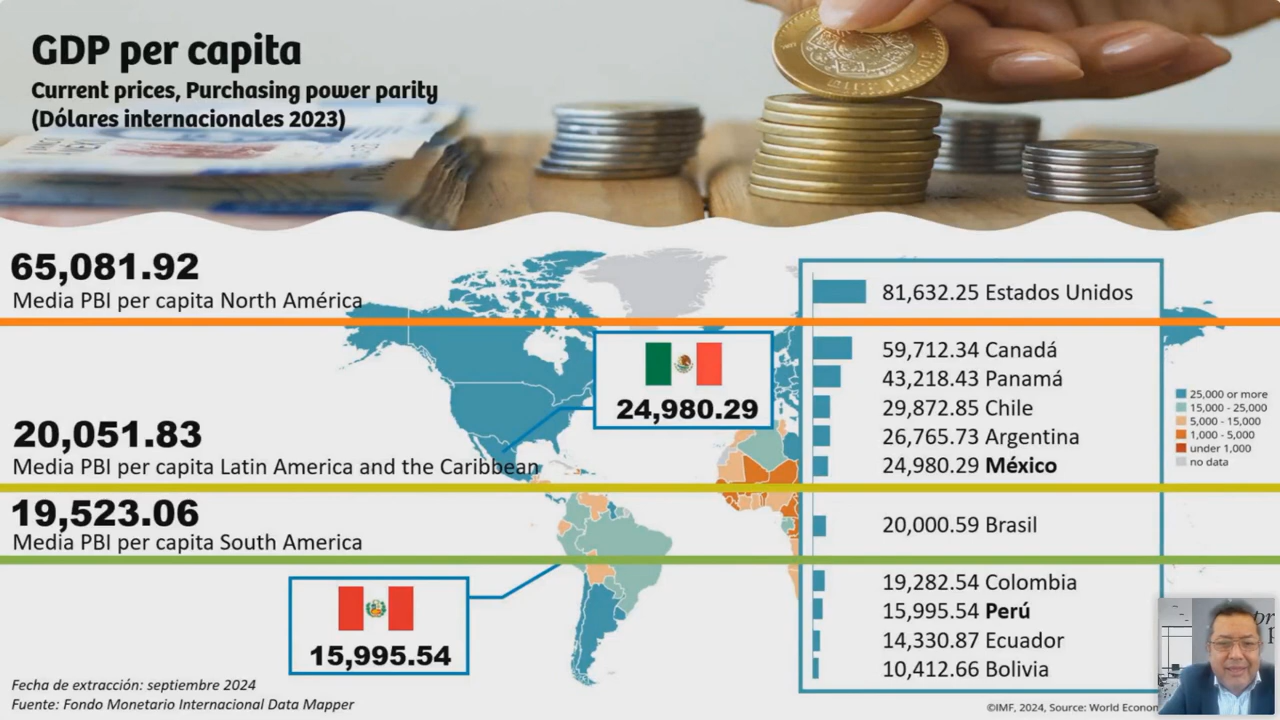 GDP per capita
Current prices, Purchasing power parity
(Dólares internacionales 2023)
65,081.92
Media PBI per capita North América
81,632.25 Estados Unidos
59,712.34 Canadá
43,218.43 Panamá
24,980.29
29,872.85 Chile
26,765.73 Argentina
24,980.29 México
25,000 or more
15,000 - 25,000
5,000 - 15,000
1,000 - 5,000
under 1,000
no data
20,051.83
Media PBI per capita Latin America and the Caribbean
19,523.06
Media PBI per capita South America
20,000.59 Brasil
19,282.54 Colombia
15,995.54 Perú
14,330.87 Ecuador
10,412.66 Bolivia
15,995.54
Fecha de extracción: septiembre 2024
Fuente: Fondo Monetario Internacional Data Mapper
©IMF, 2024, Source: World Econom